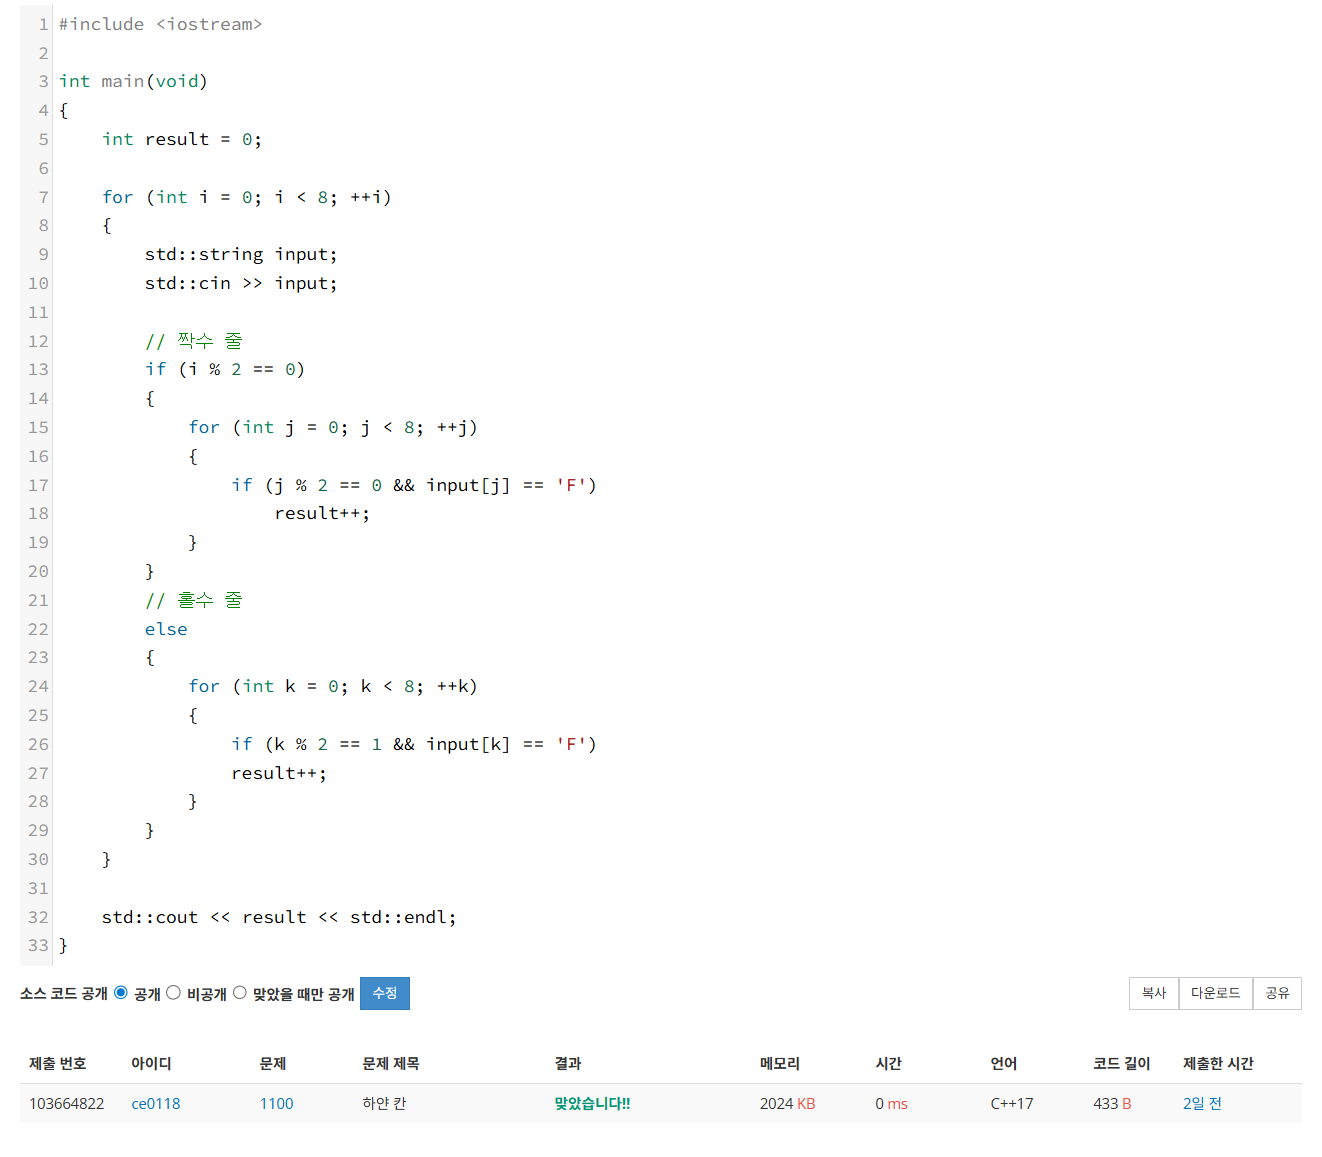 1 #include <iostream>
2
3 int main(void)
4 {
5     int result = 0;
6
7     for (int i = 0; i < 8; ++i)
8     {
9         std::string input;
10         std::cin >> input;
11
12         // 짝수 줄
13         if (i % 2 == 0)
14         {
15             for (int j = 0; j < 8; ++j)
16             {
17                 if (j % 2 == 0 && input[j] == 'F')
18                     result++;
19             }
20         }
21         // 홀수 줄
22         else
23         {
24             for (int k = 0; k < 8; ++k)
25             {
26                 if (k % 2 == 1 && input[k] == 'F')
27                 result++;
28             }
29         }
30     }
31
32     std::cout << result << std::endl;
33 }
소스 코드 공개 공개 비공개 맞았을 때만 공개 수정 복사 다운로드 공유
제출 번호 아이디 문제 문제 제목 결과 메모리 시간 언어 코드 길이 제출한 시간
103664822 ce0118 1100 하얀 칸 맞았습니다!! 2024 KB 0 ms C++17 433 B 2일 전